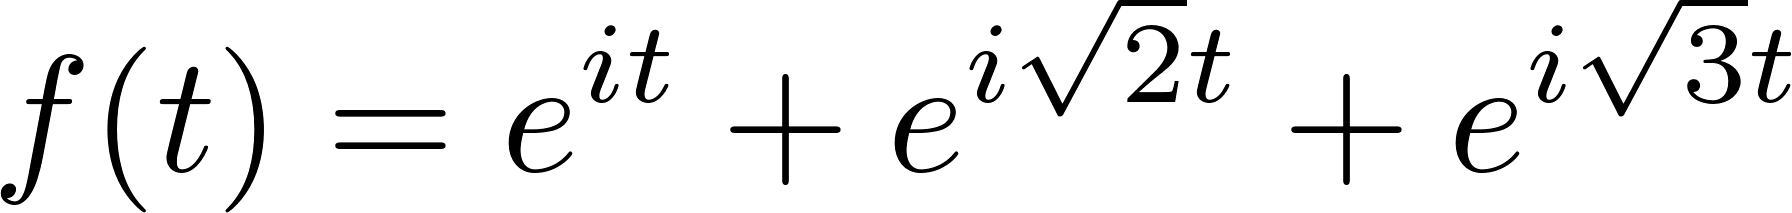 f(t) = e^{it} + e^{i\sqrt{2}t} + e^{i\sqrt{3}t}